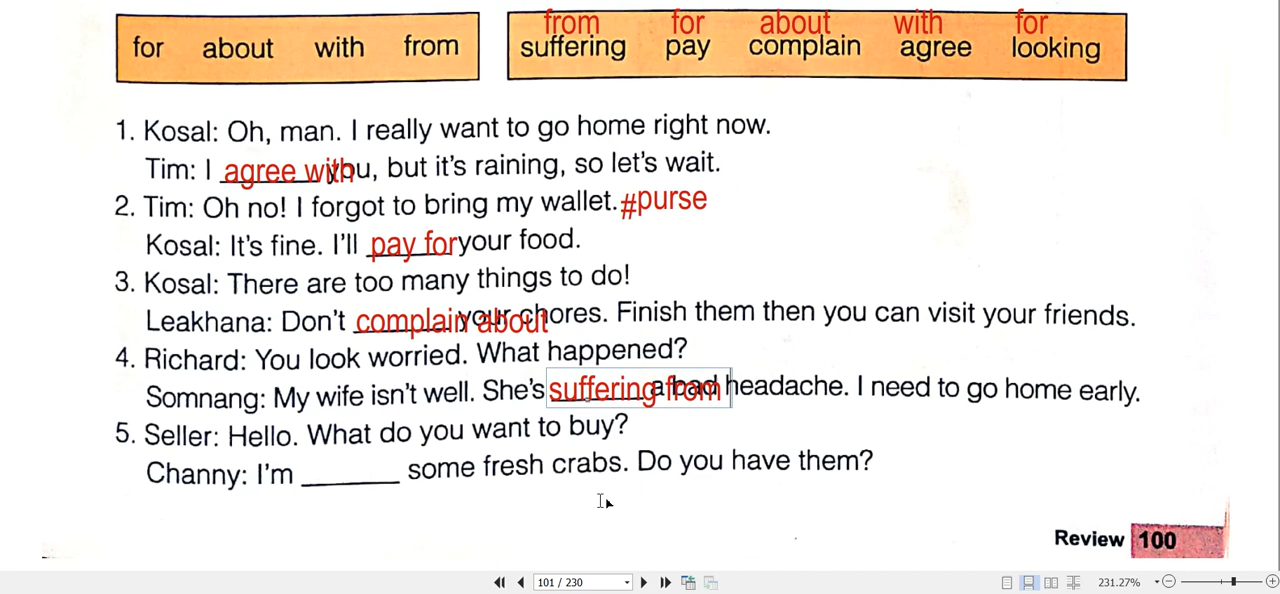 from for about with for
for about with from suffering pay complain agree looking
1. Kosal: Oh, man. I really want to go home right now.
Tim: I agree with you, but it's raining, so let's wait.
2. Tim: Oh no! I forgot to bring my wallet. #purse
Kosal: It's fine. I'll pay for your food.
3. Kosal: There are too many things to do!
Leakhana: Don't complain about your chores. Finish them then you can visit your friends.
4. Richard: You look worried. What happened?
Somnang: My wife isn't well. She's suffering from a bad headache. I need to go home early.
5. Seller: Hello. What do you want to buy?
Channy: I'm _______ some fresh crabs. Do you have them?
Review 100
101 / 230 231.27%